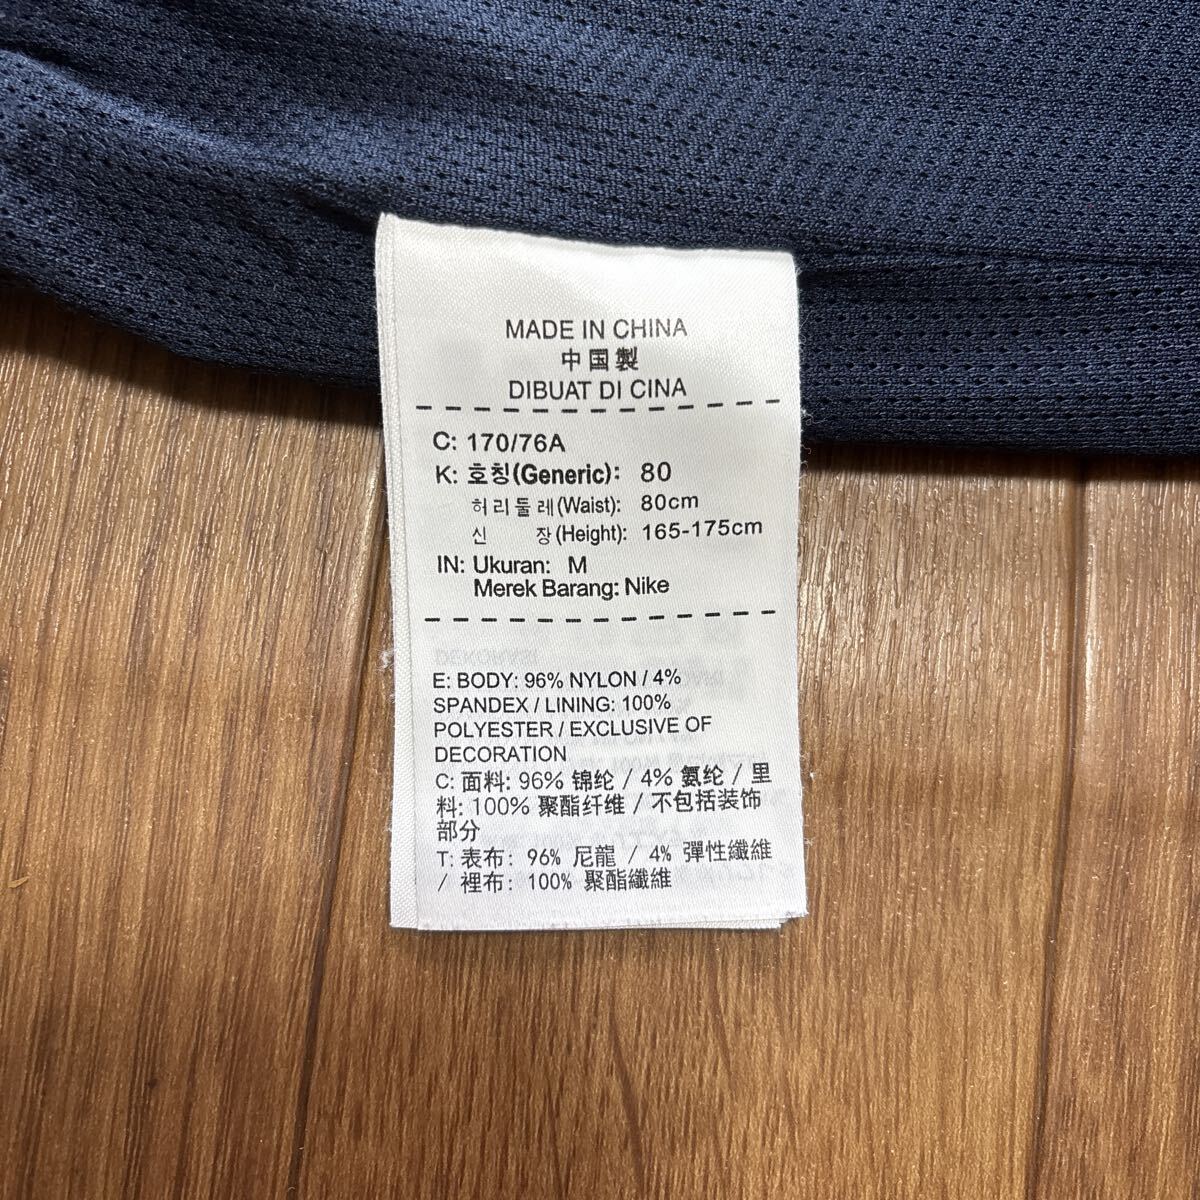 MADE IN CHINA
中国製
DIBUAT DI CINA
C: 170/76A
K: 호칭(Generic): 80
허리둘레(Waist): 80cm
신 장(Height): 165-175cm
IN: Ukuran: M
Merek Barang: Nike
E: BODY: 96% NYLON / 4%
SPANDEX / LINING: 100%
POLYESTER / EXCLUSIVE OF
DECORATION
C: 面料: 96% 锦纶 / 4% 氨纶 / 里
料: 100% 聚酯纤维 / 不包括装饰
部分
T: 表布: 96% 尼龍 / 4% 彈性纖維
/ 裡布: 100% 聚酯纖維